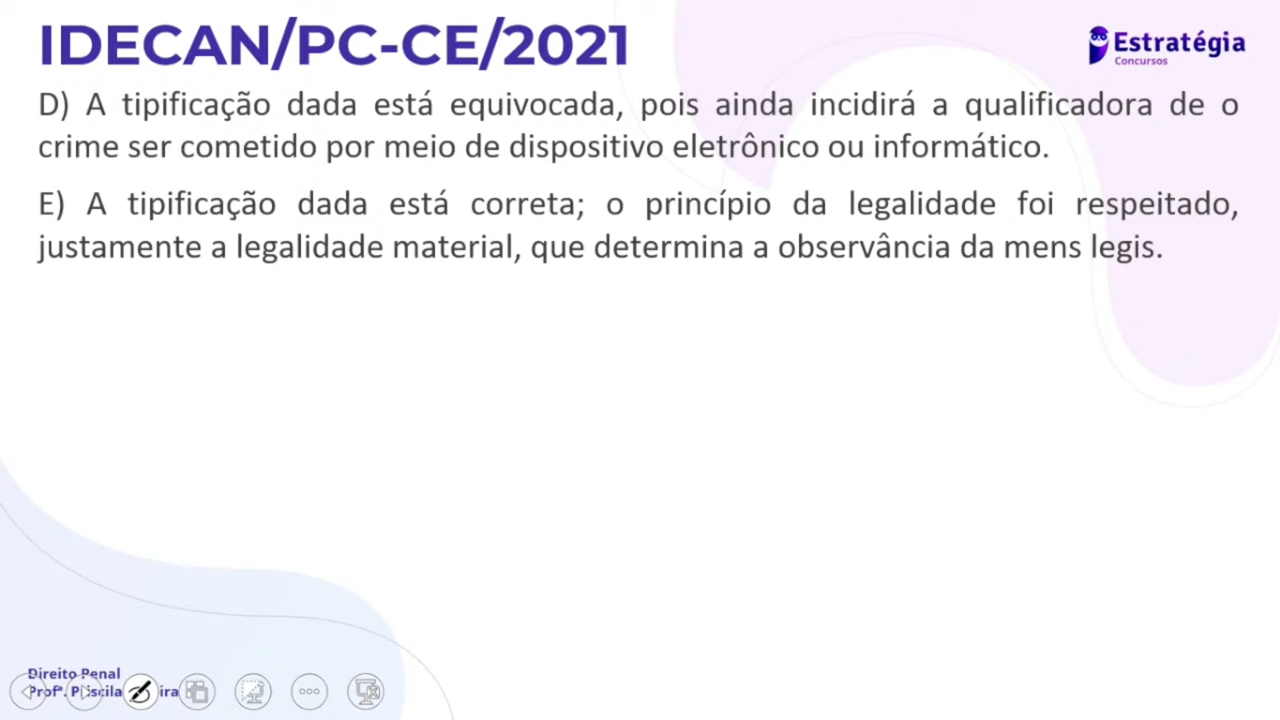 IDECAN/PC-CE/2021
Estratégia
Concursos
D) A tipificação dada está equivocada, pois ainda incidirá a qualificadora de o
crime ser cometido por meio de dispositivo eletrônico ou informático.
E) A tipificação dada está correta; o princípio da legalidade foi respeitado,
justamente a legalidade material, que determina a observância da mens legis.
Direito Penal
Profª. Priscila